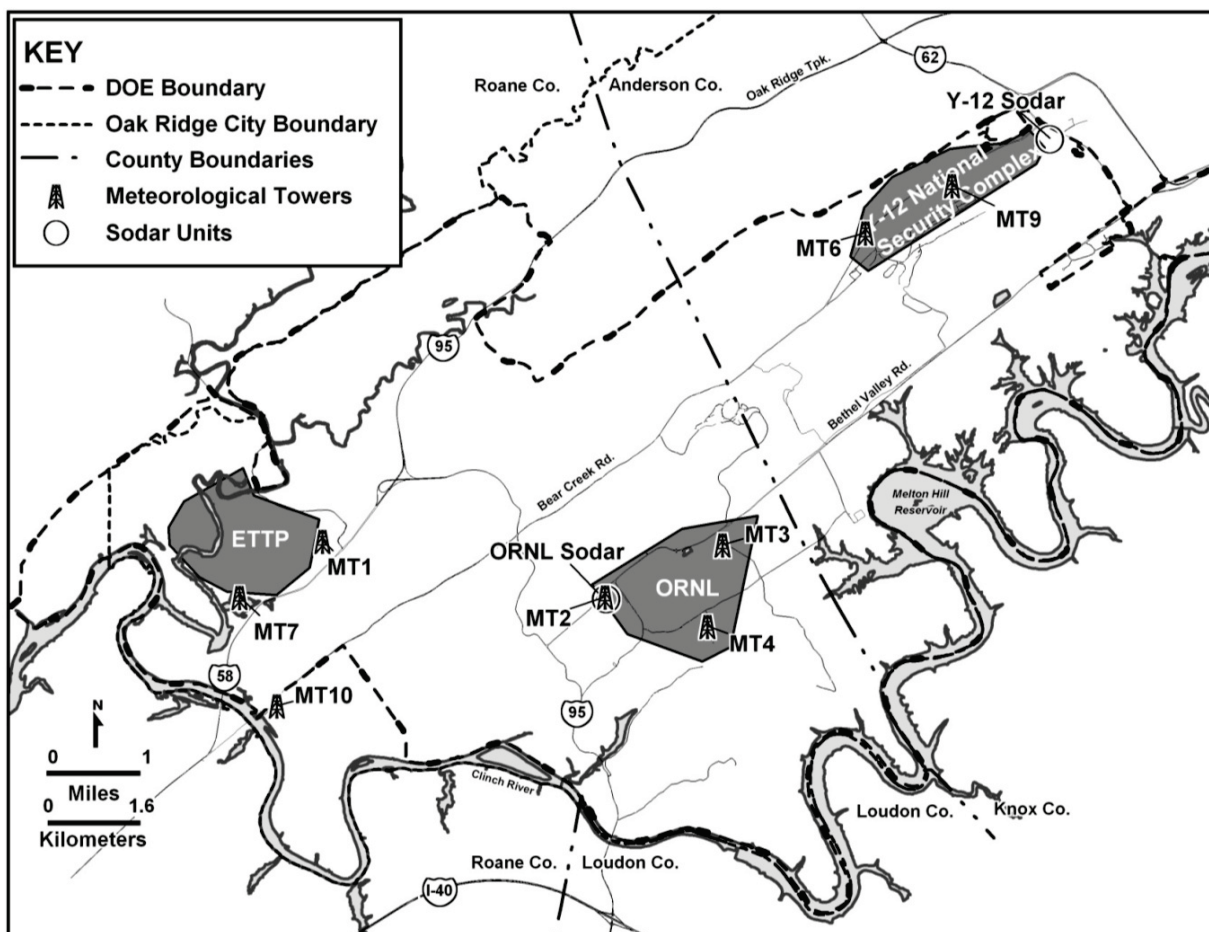 KEY
DOE Boundary
Oak Ridge City Boundary
County Boundaries
Meteorological Towers
Sodar Units
Roane Co.
Anderson Co.
Oak Ridge Tpk.
62
Y-12 Sodar
Y-12 National
Security Complex
MT6
MT9
95
Bethel Valley Rd.
Bear Creek Rd.
Melton Hill
Reservoir
ETTP
MT1
MT7
ORNL Sodar
MT2
MT3
ORNL
MT4
58
MT10
95
N
0 1
Miles
0 1.6
Kilometers
Clinch River
Loudon Co.
Knox Co.
Roane Co.
Loudon Co.
I-40